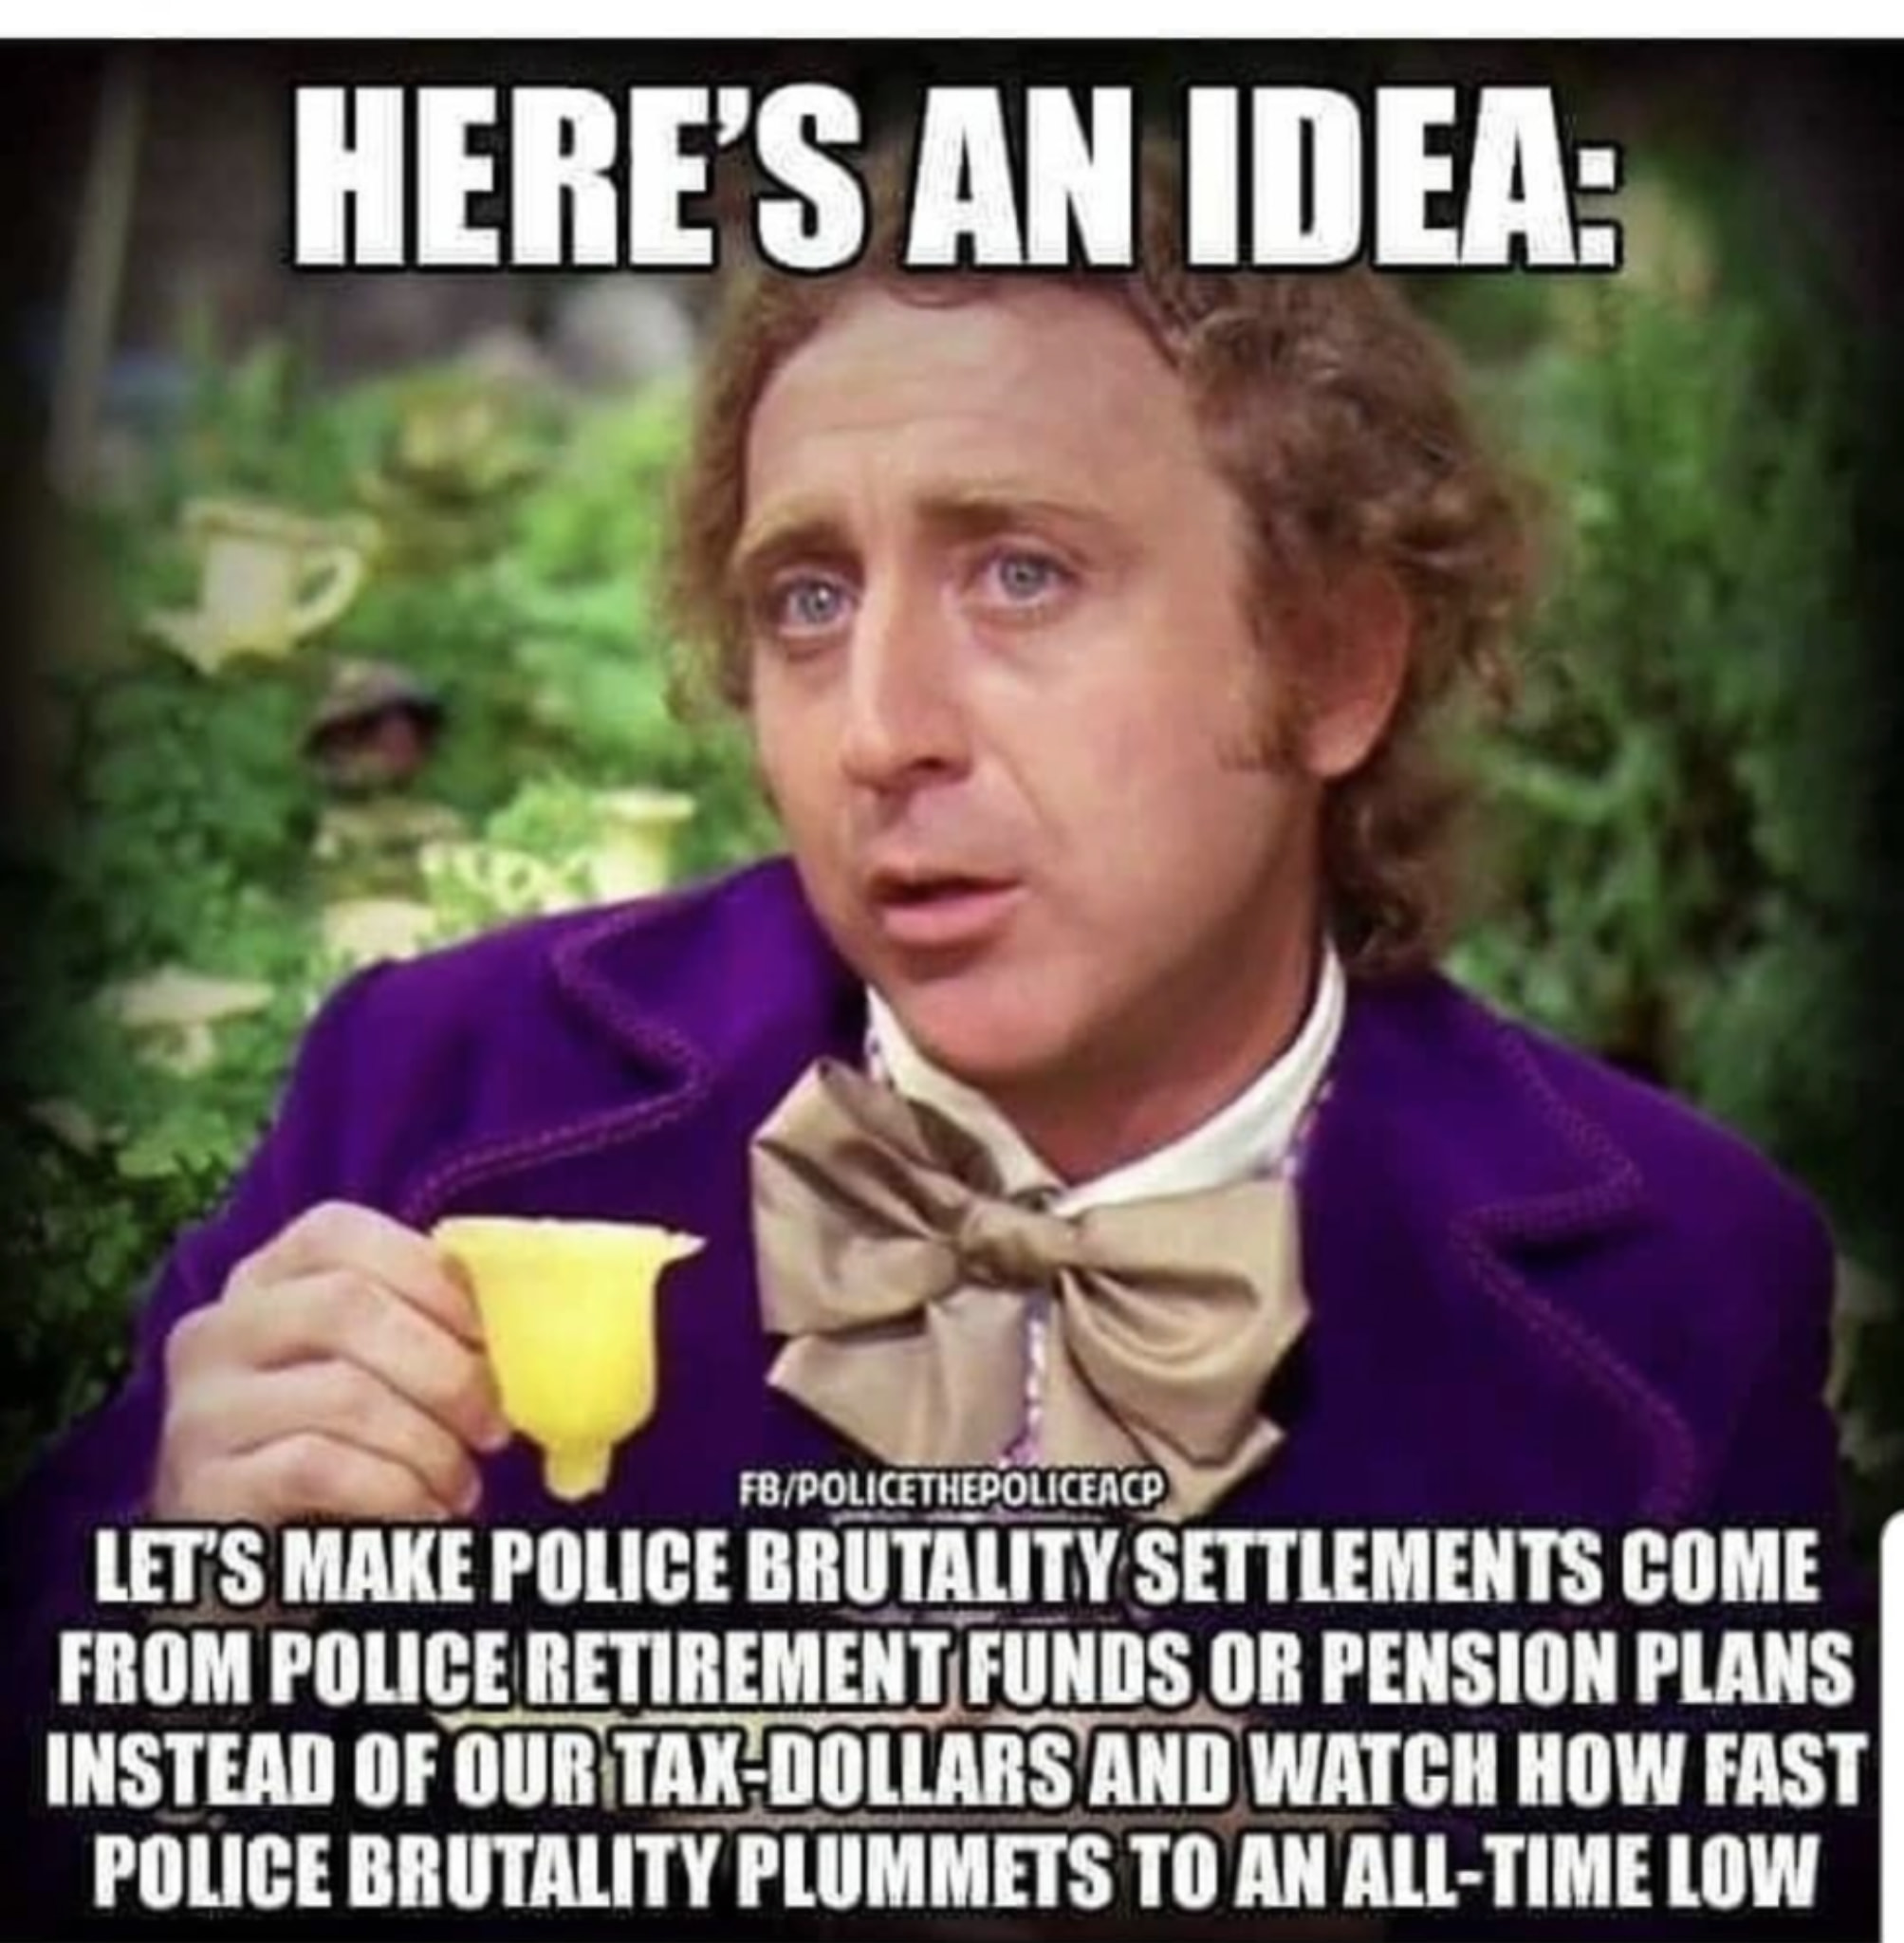 HERE'S AN IDEA:
FB/POLICETHEPOLICEACP
LET'S MAKE POLICE BRUTALITY SETTLEMENTS COME
FROM POLICE RETIREMENT FUNDS OR PENSION PLANS
INSTEAD OF OUR TAX-DOLLARS AND WATCH HOW FAST
POLICE BRUTALITY PLUMMETS TO AN ALL-TIME LOW